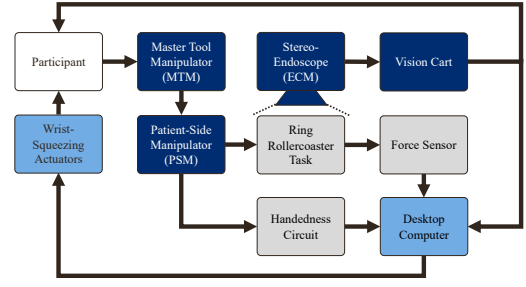 Participant
Master Tool
Manipulator
(MTM)
Stereo-
Endoscope
(ECM)
Vision Cart
Wrist-
Squeezing
Actuators
Patient-Side
Manipulator
(PSM)
Ring
Rollercoaster
Task
Force Sensor
Handedness
Circuit
Desktop
Computer